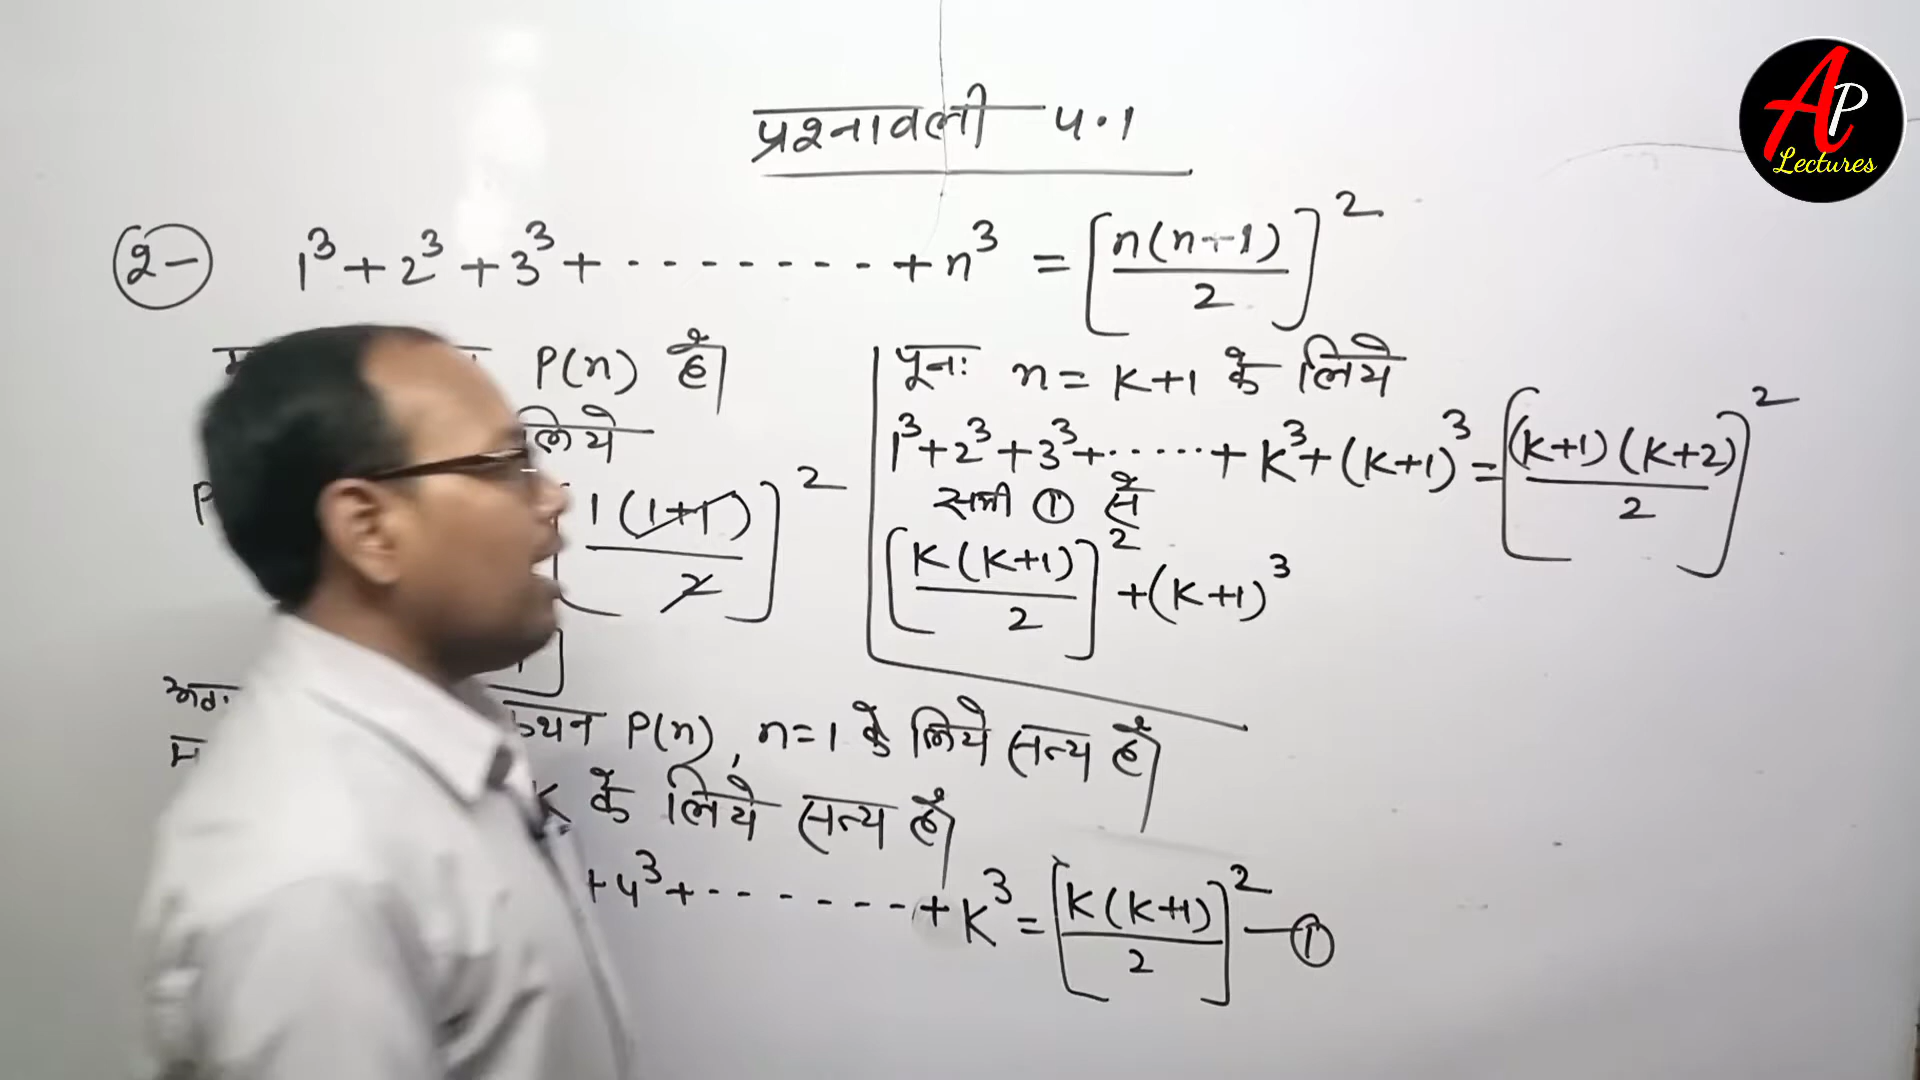 AP
Lectures
प्रश्नावली 4.1
2- 1³+2³+3³+--------+n³ = [n(n+1)/2]²
P(n) है।
लिये
1(1+1)/2]²
कथन P(n), n=1 के लिये सत्य है।
K के लिये सत्य है।
+4³+-------+K³ = [K(K+1)/2]² —①
पुनः n = K+1 के लिये
1³+2³+3³+······+K³+(K+1)³ = [(K+1)(K+2)/2]²
समी ① से
[K(K+1)/2]²+(K+1)³